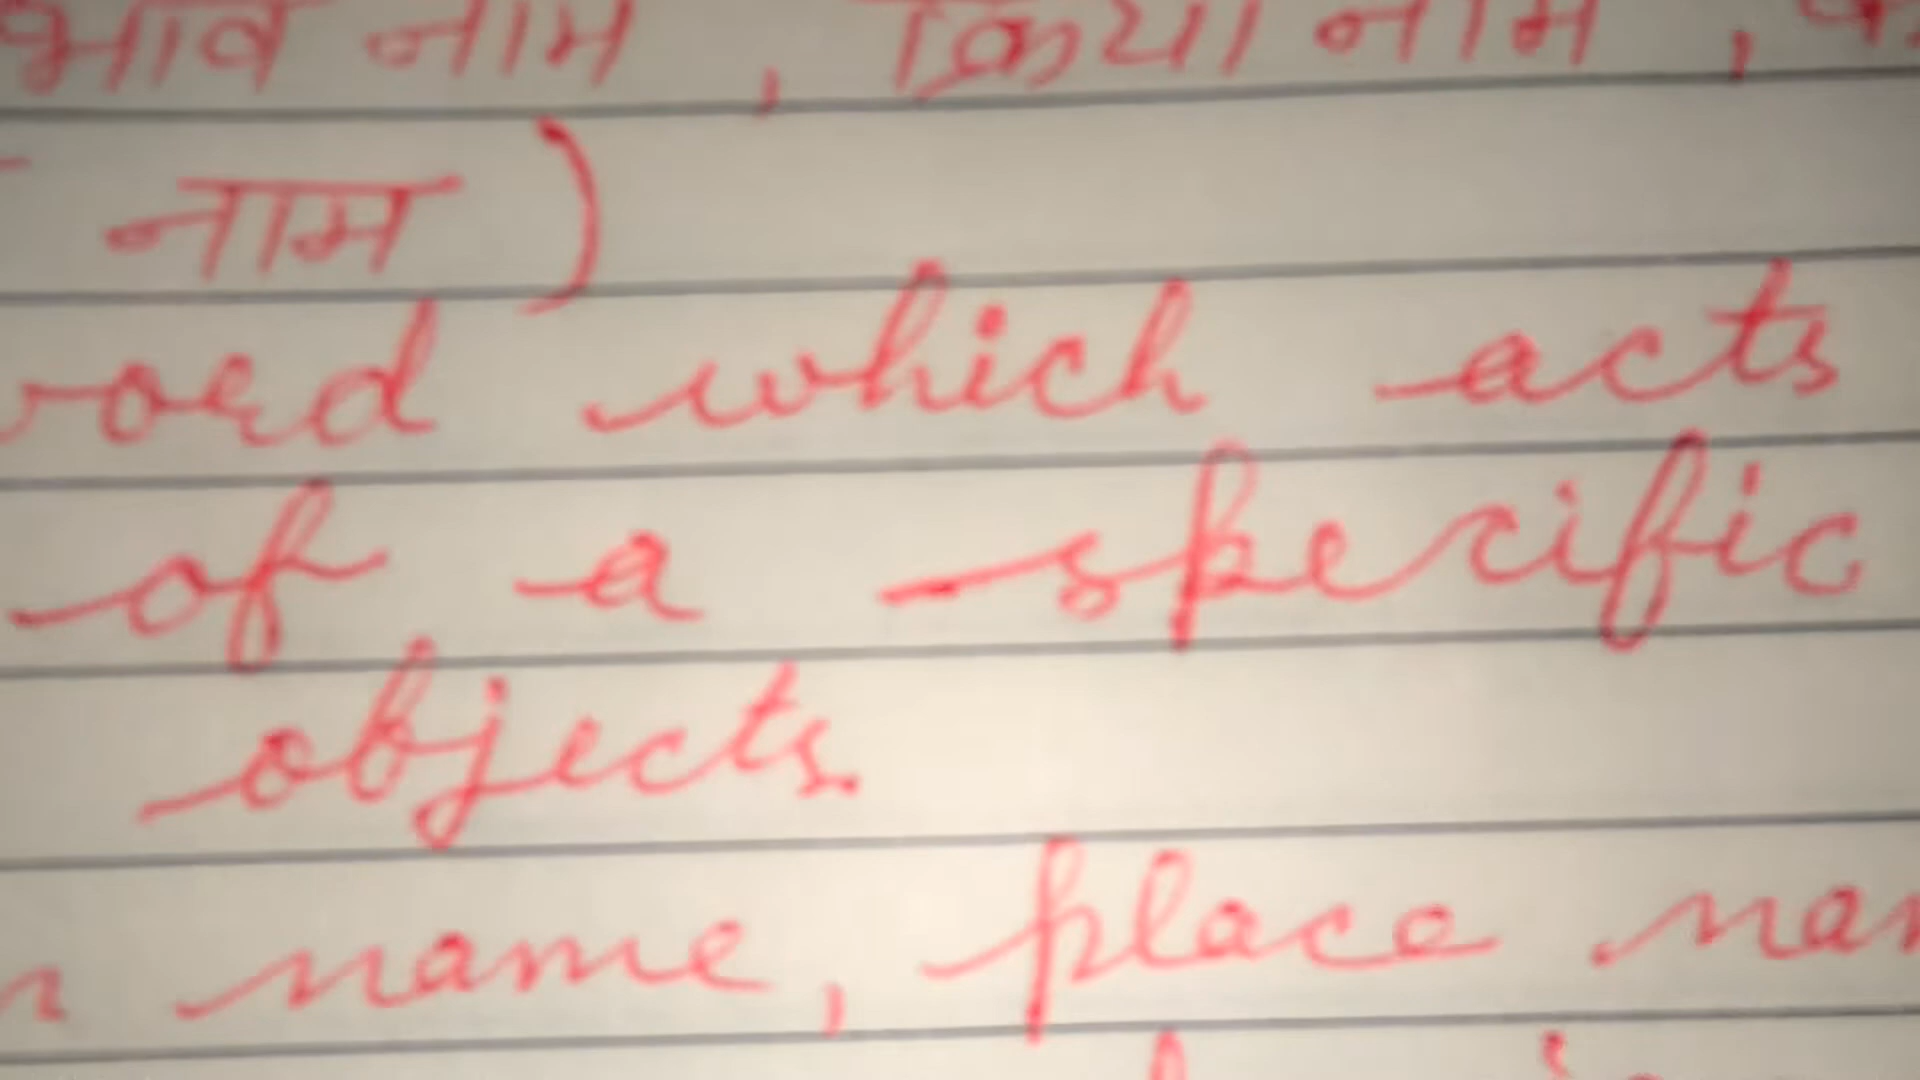 भाव नाम , क्रिया नाम ,
नाम )
word which acts
of a specific
objects.
name, place